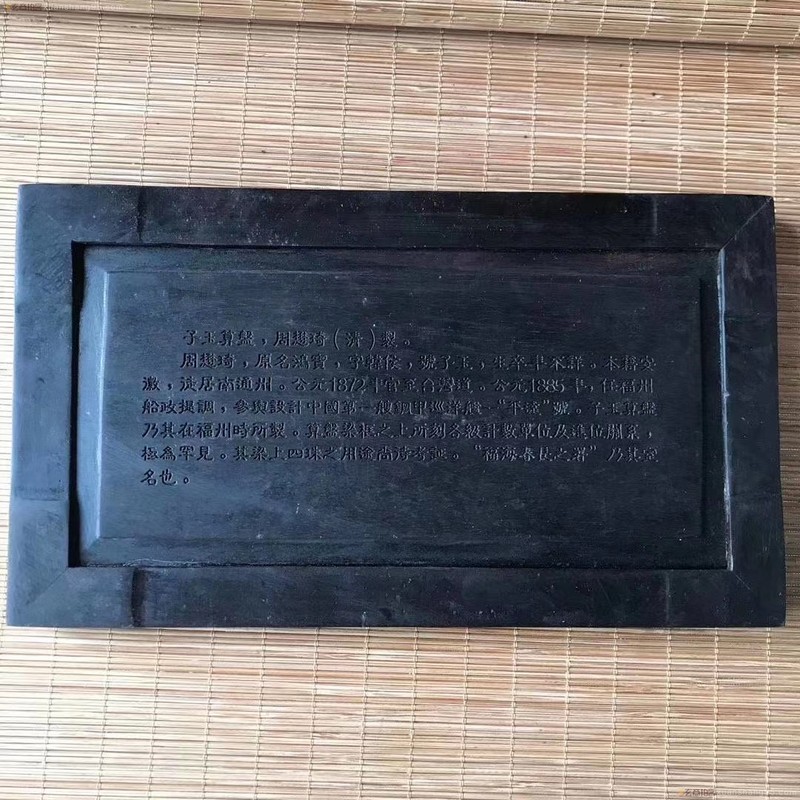 子玉算盤，周懋琦（清）製。
周懋琦，原名鴻寶，字韓侯，號子玉，生卒年未詳。本籍安
徽，徙居南通州。公元1872年官至台灣道。公元1885年，任福州
船政提調，參與設計中國第一艘鋼甲巡洋艦－“平遠”號。子玉算盤
乃其在福州時所製。算盤梁框之上所刻各級計數單位及進位關系，
極為罕見。其梁上四珠之用途尚待考証。“福海春仗之署”乃其室
名也。